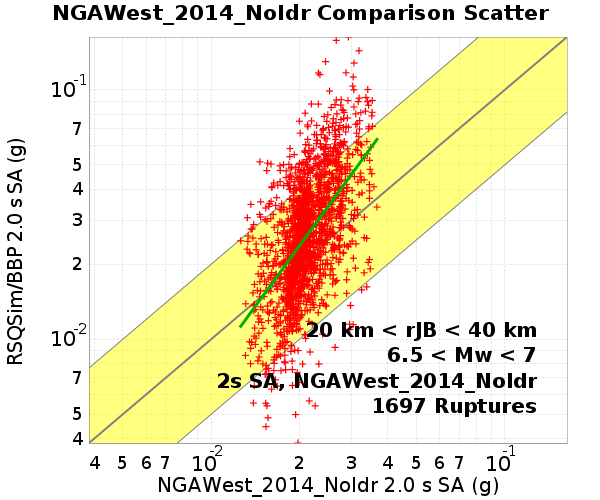 NGAWest_2014_NoIdr Comparison Scatter
RSQSim/BBP 2.0 s SA (g)
10-1
7
5
4
3
2
10-2
7
5
4
20 km < rJB < 40 km
6.5 < Mw < 7
2s SA, NGAWest_2014_NoIdr
1697 Ruptures
4 5 6 7 10-2 2 3 4 5 6 7 10-1
NGAWest_2014_NoIdr 2.0 s SA (g)